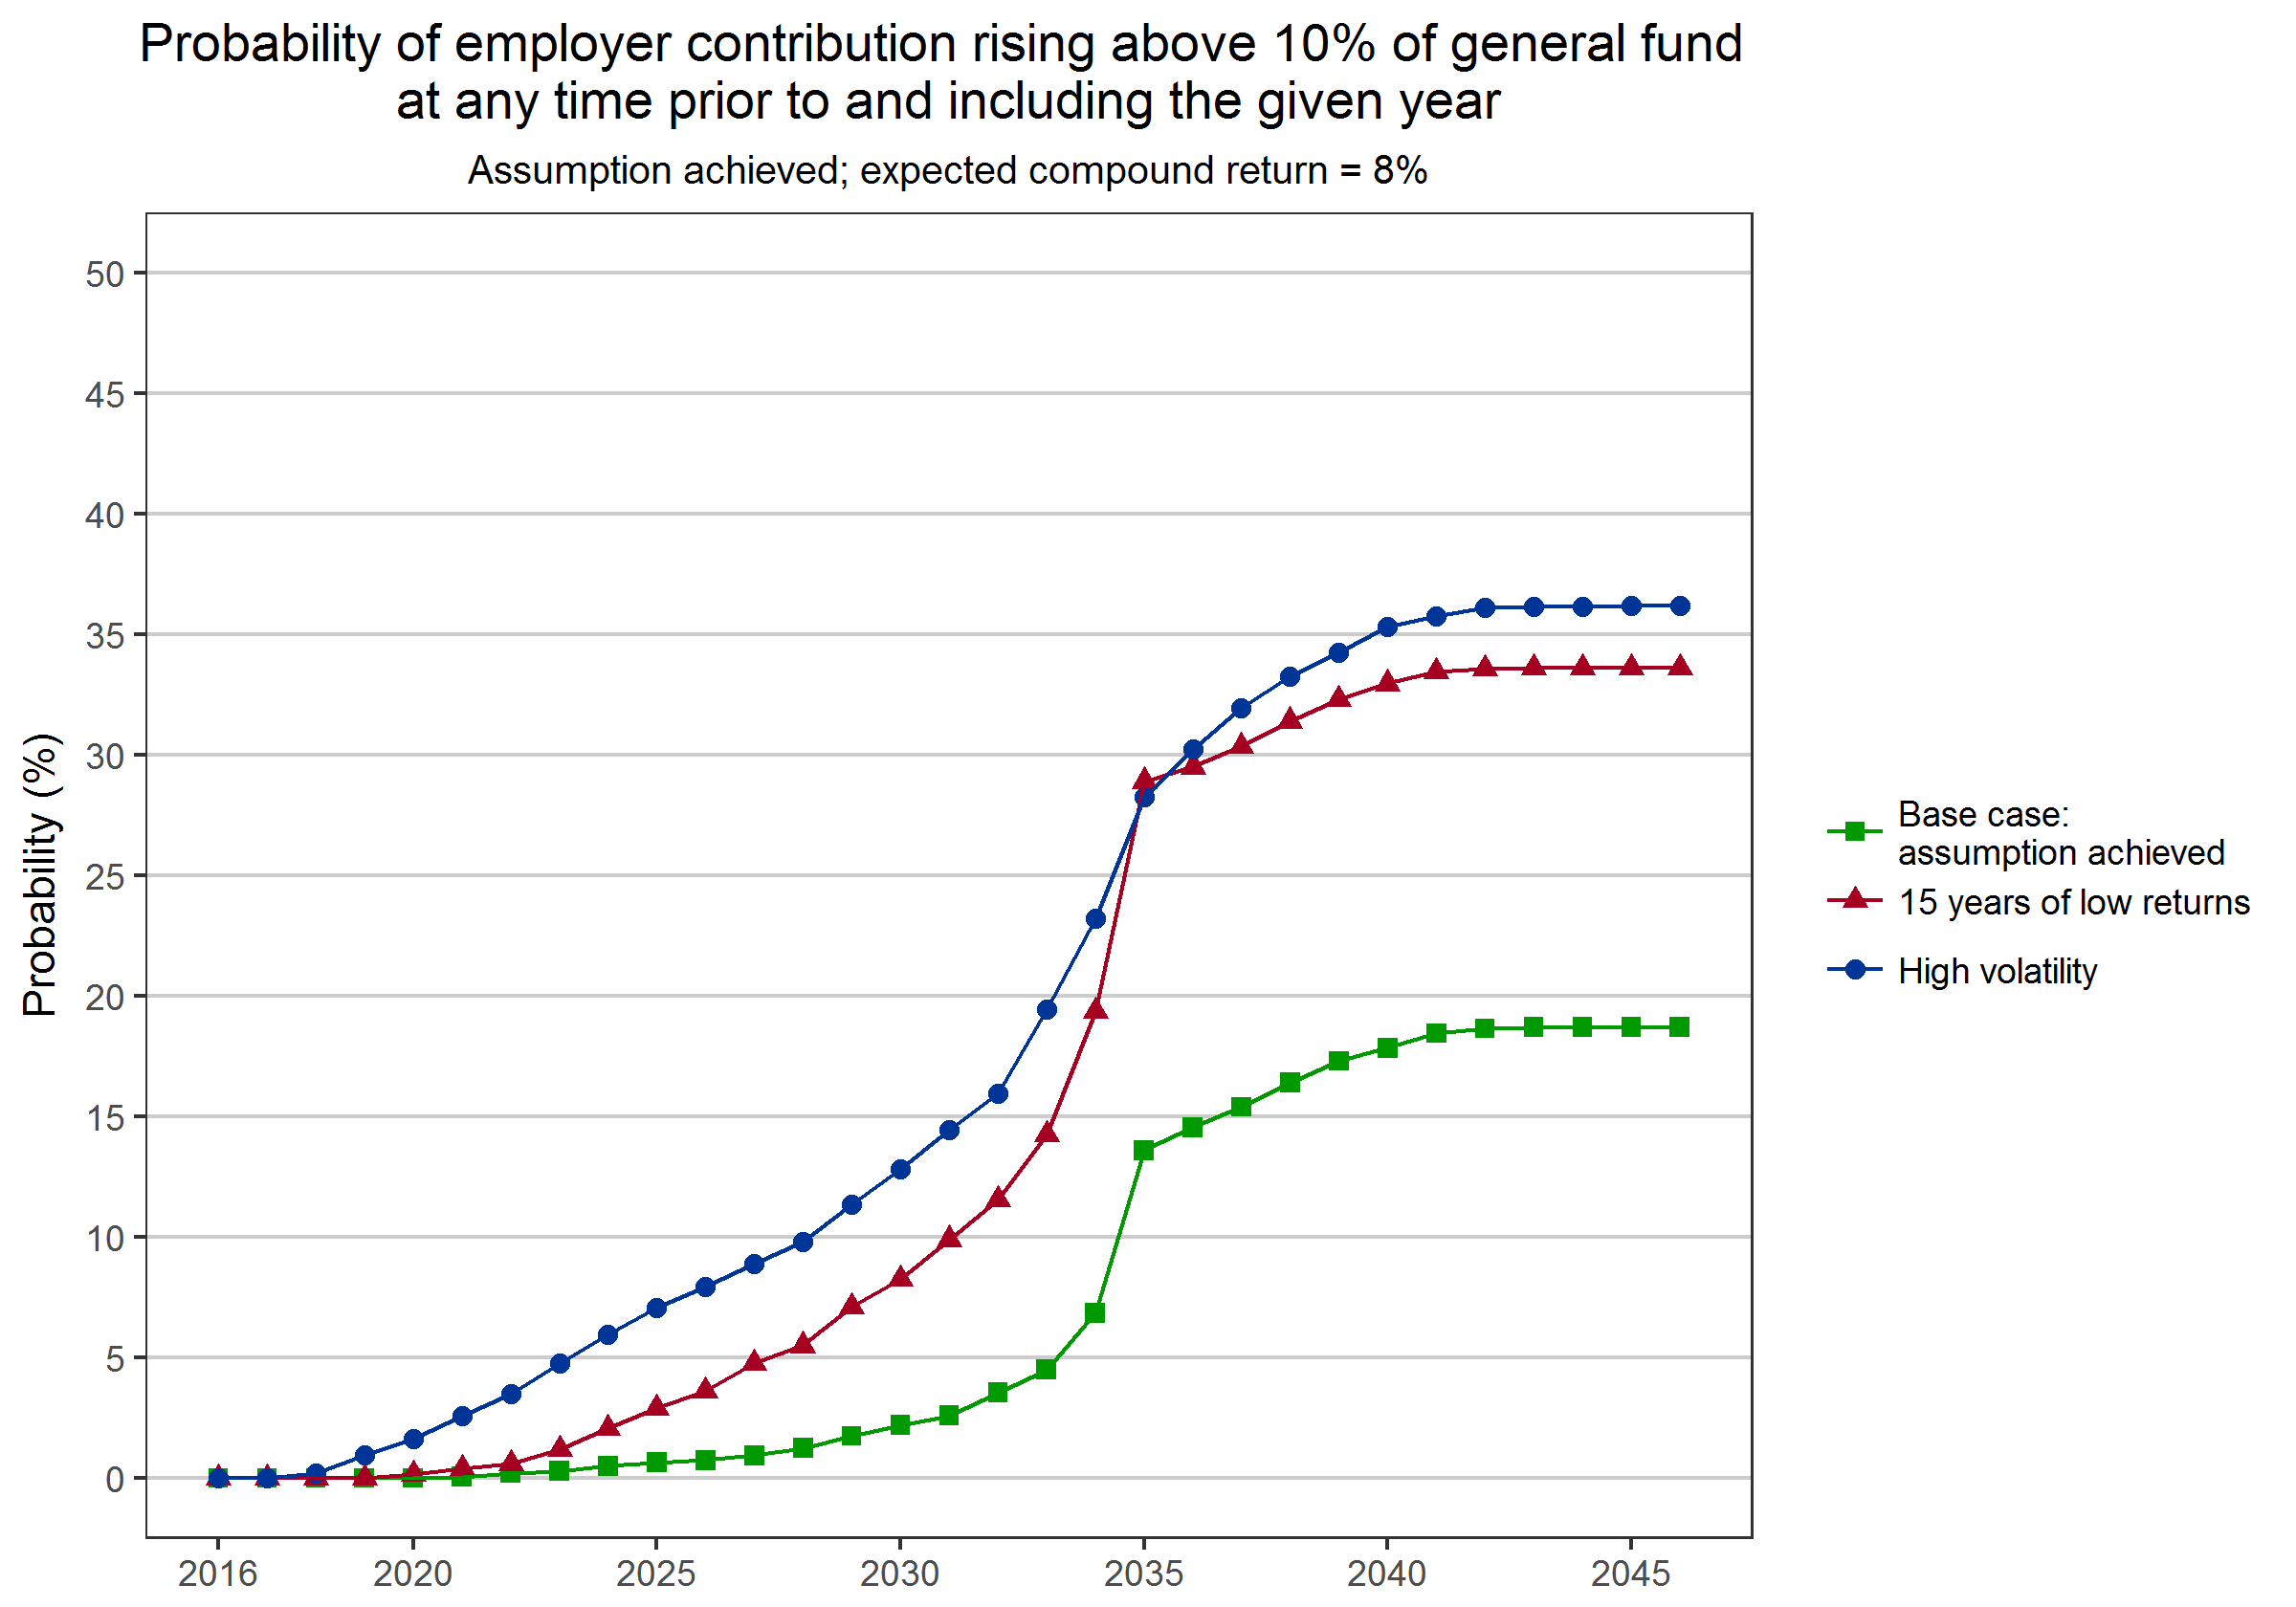 Probability of employer contribution rising above 10% of general fund
at any time prior to and including the given year
Assumption achieved; expected compound return = 8%
Probability (%)
50
45
40
35
30
25
20
15
10
5
0
2016
2020
2025
2030
2035
2040
2045
Base case:
assumption achieved
15 years of low returns
High volatility